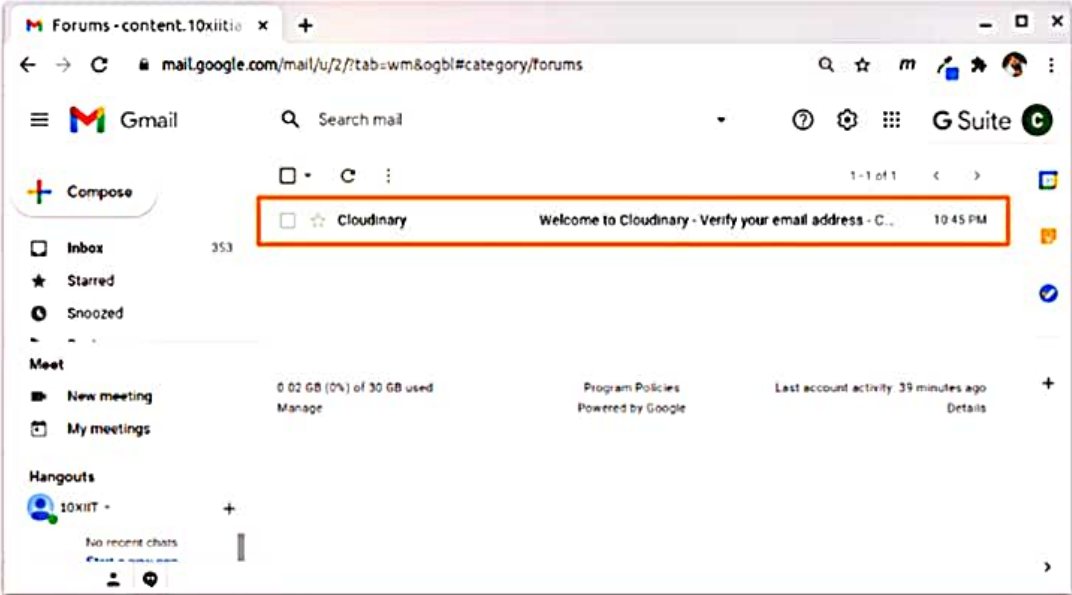 Forums - content.10xiitia
mail.google.com/mail/u/2/?tab=wm&ogbl#category/forums
m
Gmail
Search mail
G Suite C
Compose
1-1 of 1
Cloudinary Welcome to Cloudinary - Verify your email address - C... 10:45 PM
Inbox 353
Starred
Snoozed
Meet
New meeting
My meetings
0.02 GB (0%) of 30 GB used
Manage
Program Policies
Powered by Google
Last account activity: 39 minutes ago
Details
Hangouts
10XIIT
No recent chats